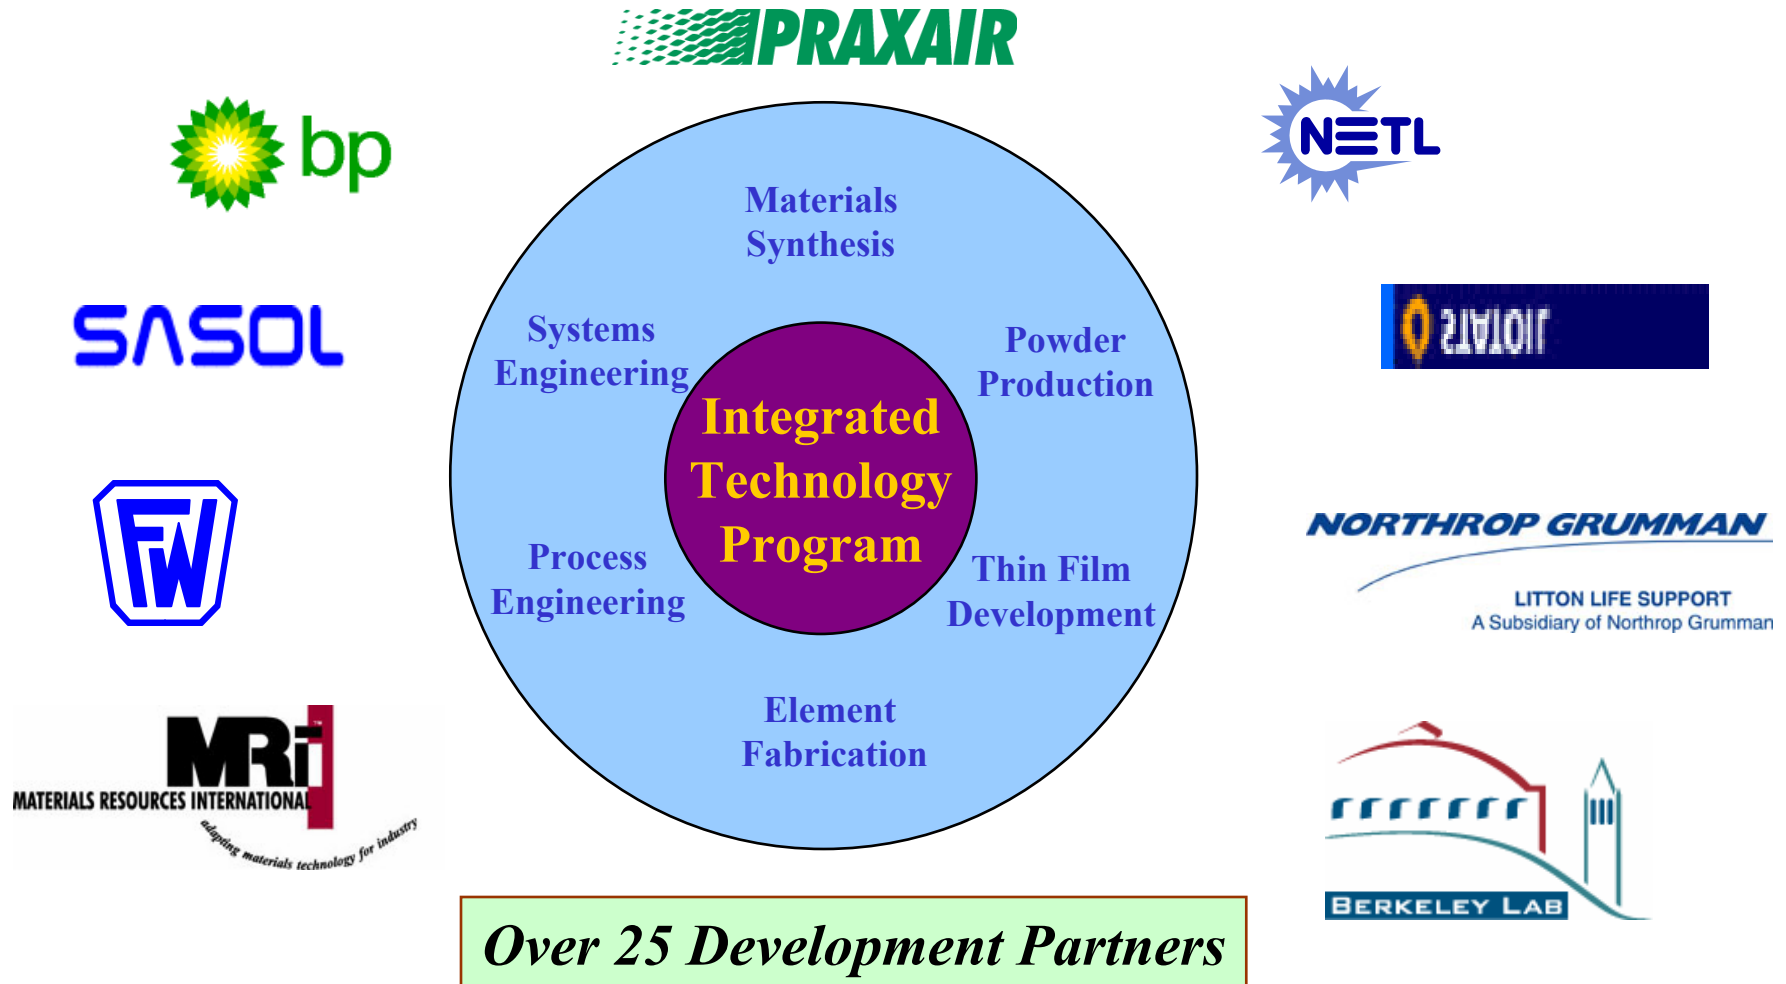 PRAXAIR
bp
NETL
Materials
Synthesis
SASOL
STATOIL
Systems
Engineering
Powder
Production
Integrated
Technology
Program
FW
NORTHROP GRUMMAN
LITTON LIFE SUPPORT
A Subsidiary of Northrop Grumman
Process
Engineering
Thin Film
Development
Element
Fabrication
MRi
MATERIALS RESOURCES INTERNATIONAL
adapting materials technology for industry
BERKELEY LAB
Over 25 Development Partners